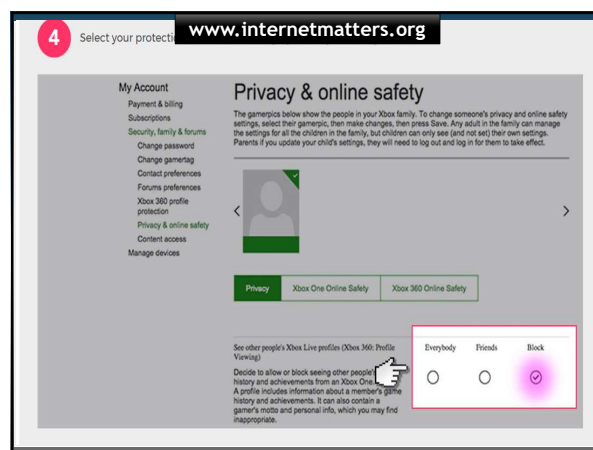 www.internetmatters.org
4
Select your protecti
My Account
Payment & billing
Subscriptions
Security, family & forums
Change password
Change gamertag
Contact preferences
Forums preferences
Xbox 360 profile
protection
Privacy & online safety
Content access
Manage devices
Privacy & online safety
The gamerpics below show the people in your Xbox family. To change someone's privacy and online safety
settings, select their gamerpic, then make changes, then press Save. Any adult in the family can manage
the settings for all the children in the family, but children can only see (and not set) their own settings.
Parents if you update your child's settings, they will need to log out and log in for them to take effect.
Privacy
Xbox One Online Safety
Xbox 360 Online Safety
See other people's Xbox Live profiles (Xbox 360: Profile
Viewing)
Decide to allow or block seeing other people'
history and achievements from an Xbox One.
A profile includes information about a member's game
history and achievements. It can also contain a
gamer's motto and personal info, which you may find
inappropriate.
Everybody
Friends
Block